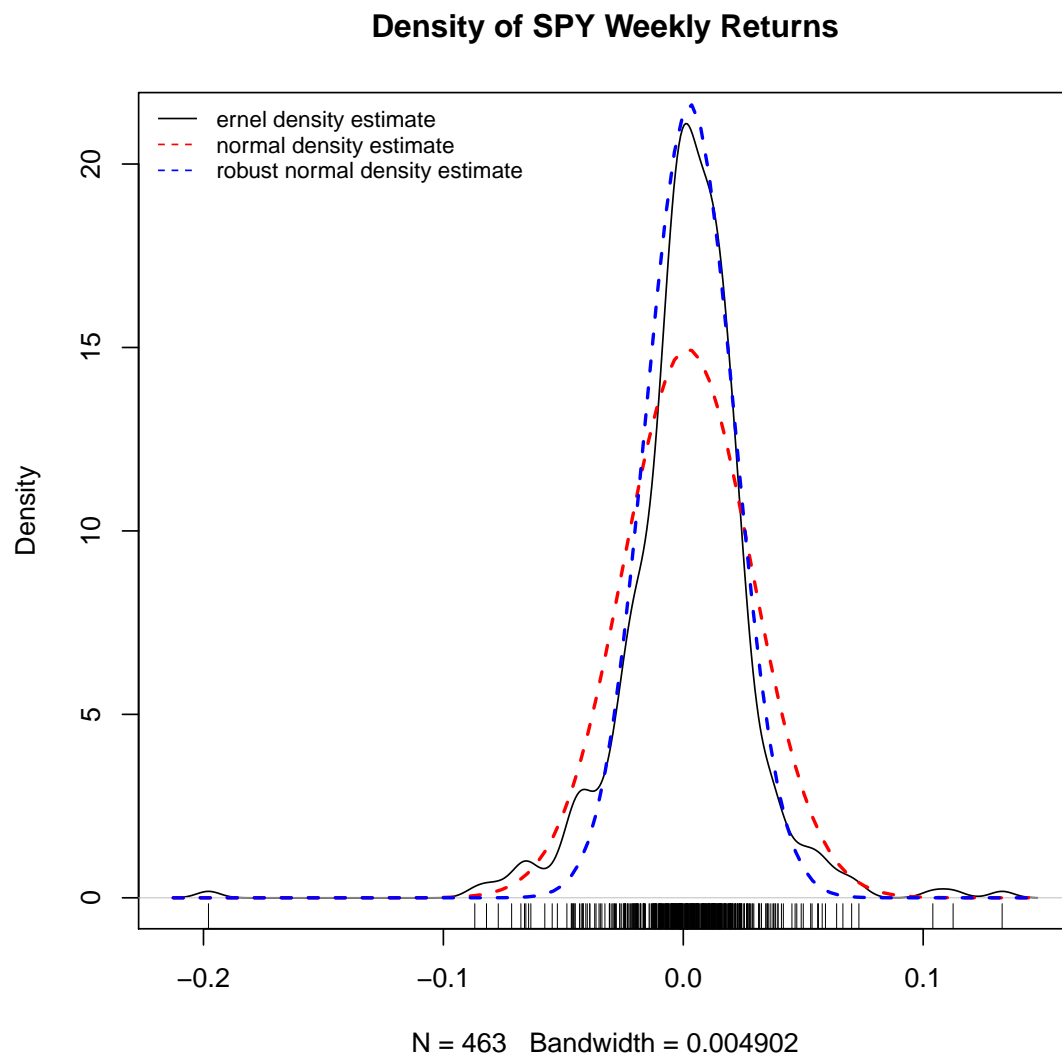 Density of SPY Weekly Returns
ernel density estimate
normal density estimate
robust normal density estimate
Density
20
15
10
5
0
−0.2
−0.1
0.0
0.1
N = 463   Bandwidth = 0.004902